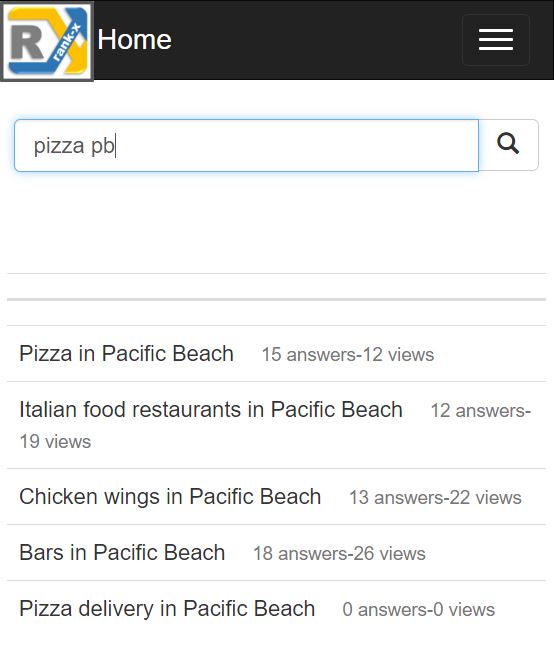 RX rank-x Home
pizza pb
Pizza in Pacific Beach 15 answers-12 views
Italian food restaurants in Pacific Beach 12 answers-
19 views
Chicken wings in Pacific Beach 13 answers-22 views
Bars in Pacific Beach 18 answers-26 views
Pizza delivery in Pacific Beach 0 answers-0 views